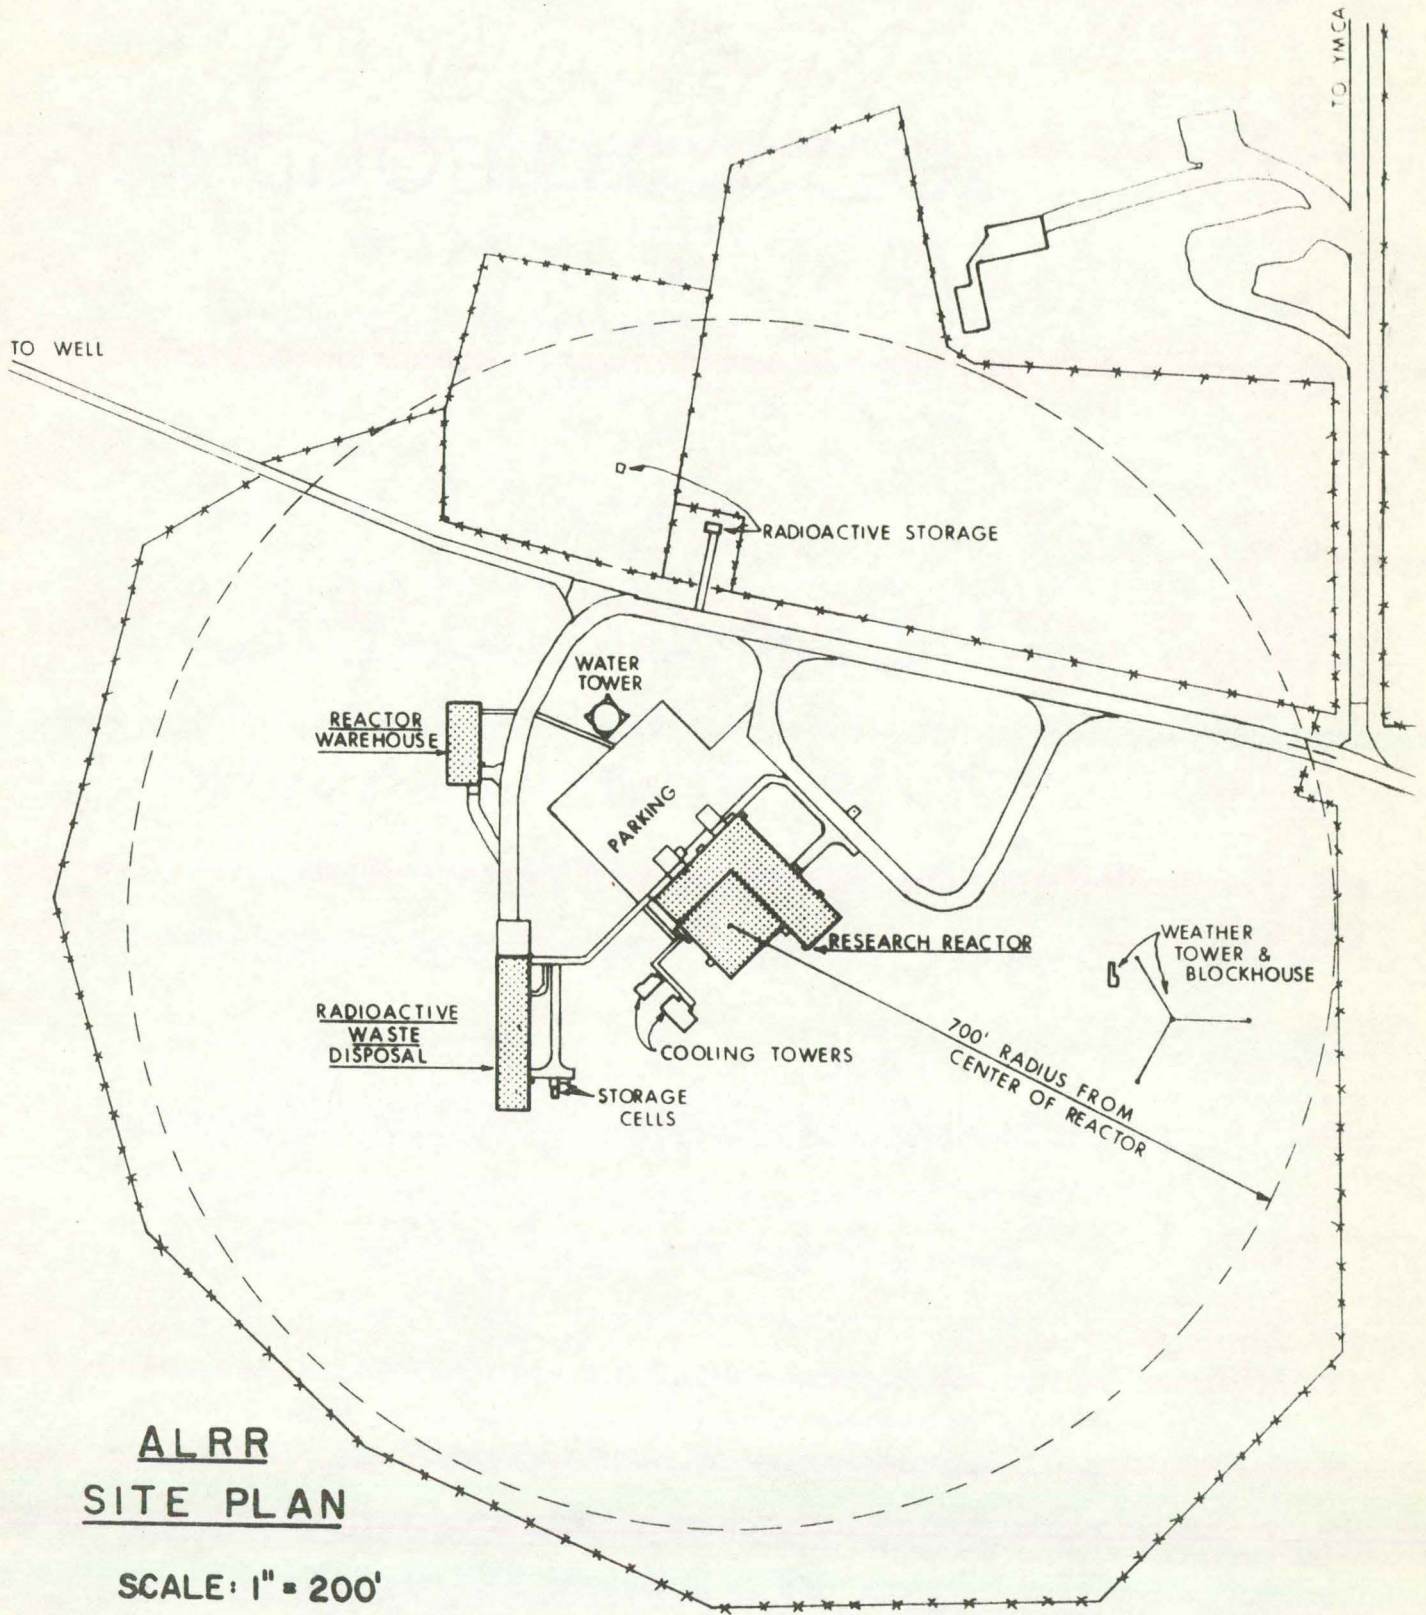 TO YMCA
TO WELL
RADIOACTIVE STORAGE
WATER
TOWER
REACTOR
WAREHOUSE
PARKING
RESEARCH REACTOR
WEATHER
TOWER &
BLOCKHOUSE
RADIOACTIVE
WASTE
DISPOSAL
COOLING TOWERS
STORAGE
CELLS
700' RADIUS FROM
CENTER OF REACTOR
ALRR
SITE PLAN
SCALE: 1" = 200'